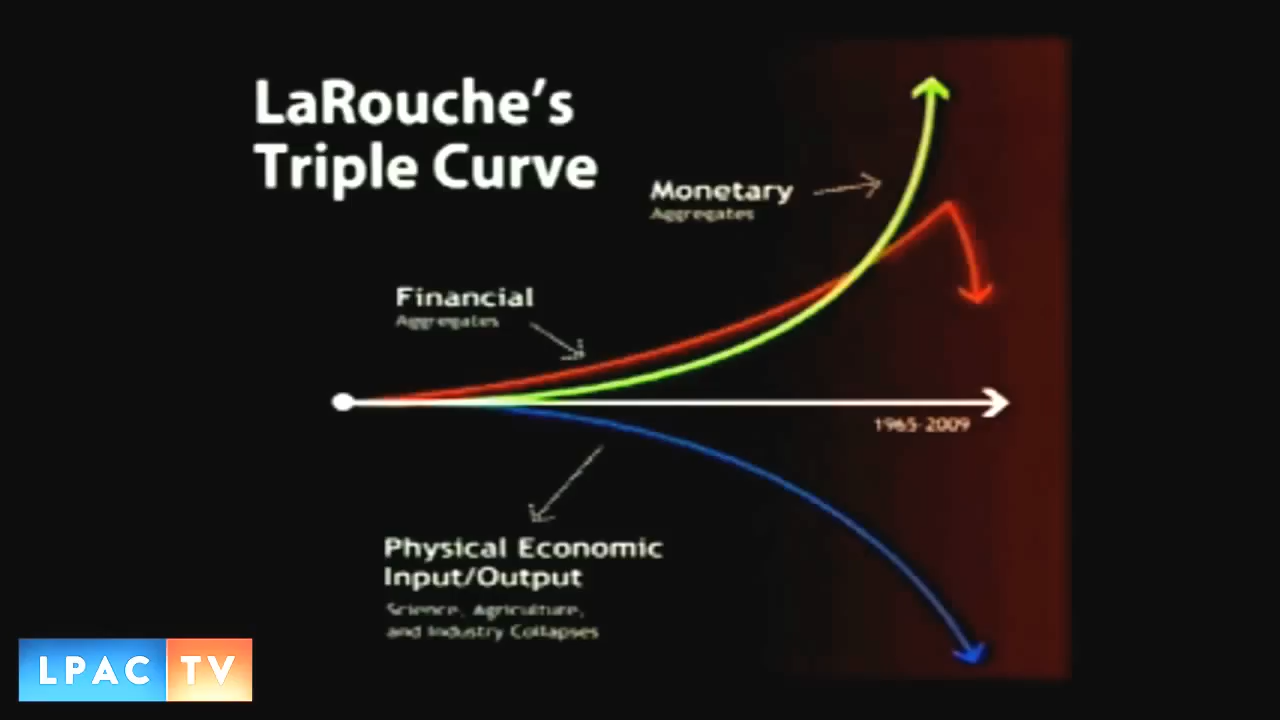 LaRouche's
Triple Curve
Monetary
Aggregates
Financial
Aggregates
1965-2009
Physical Economic
Input/Output
Science, Agriculture,
and Industry Collapses
LPAC TV